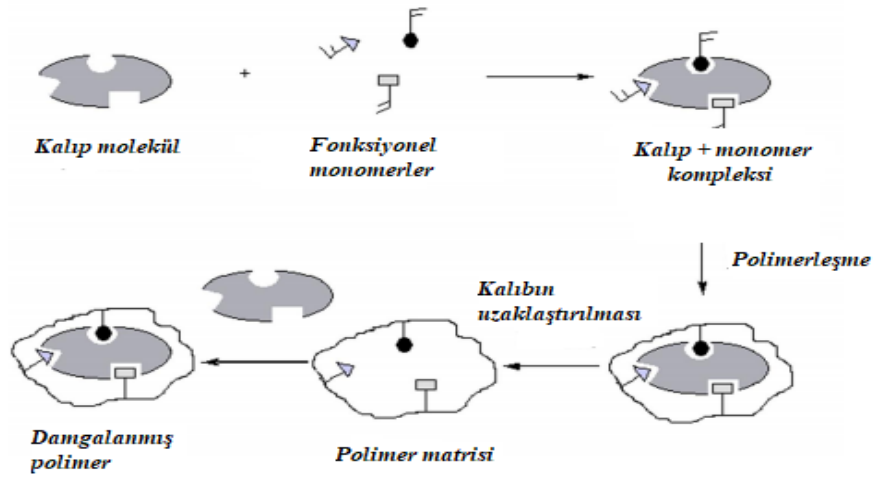 +
Kalıp molekül
Fonksiyonel
monomerler
Kalıp + monomer
kompleksi
Polimerleşme
Kalıbın
uzaklaştırılması
Damgalanmış
polimer
Polimer matrisi